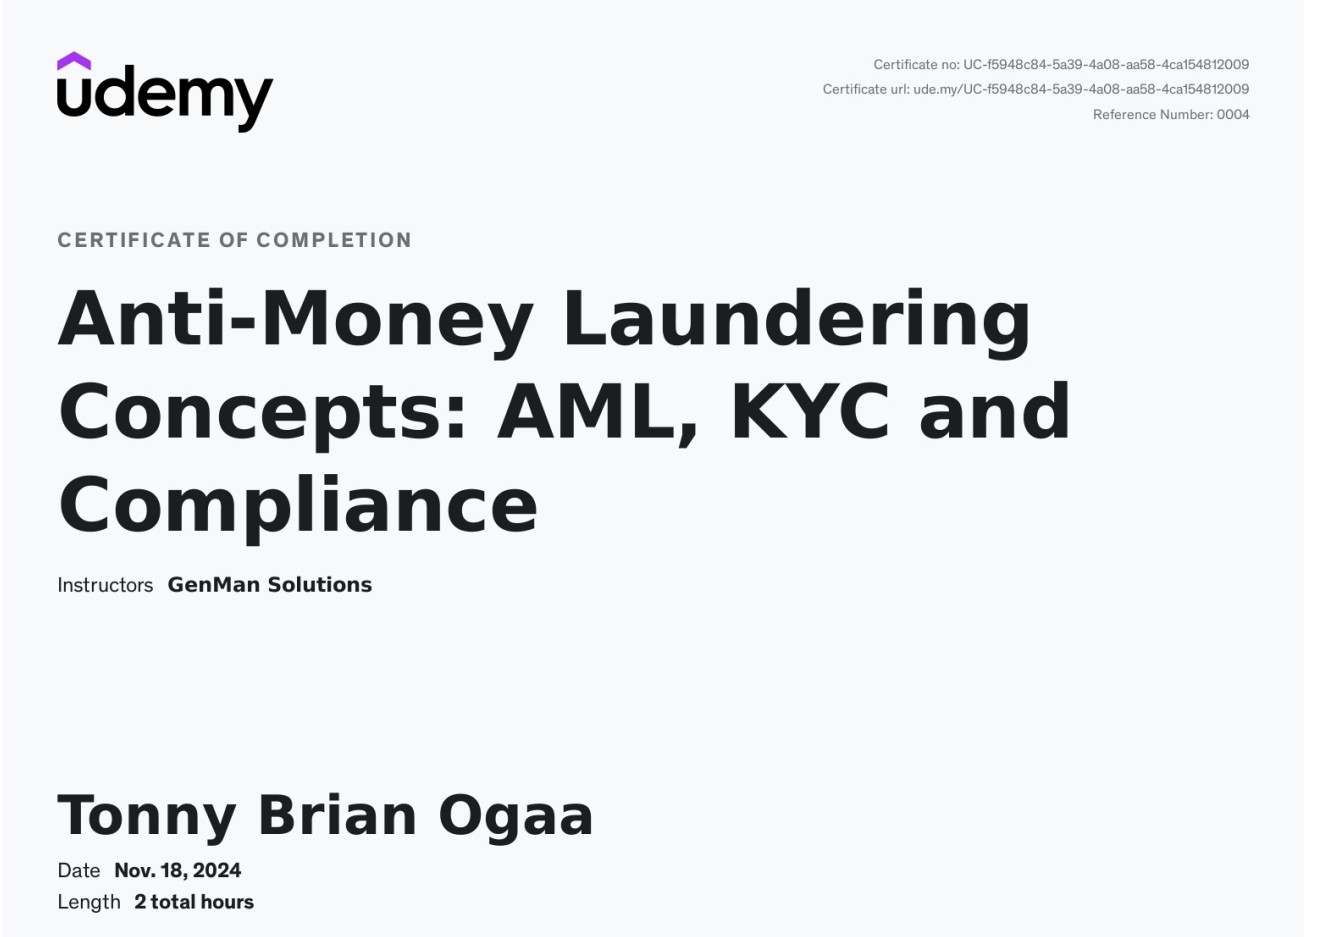 udemy
Certificate no: UC-f5948c84-5a39-4a08-aa58-4ca154812009
Certificate url: ude.my/UC-f5948c84-5a39-4a08-aa58-4ca154812009
Reference Number: 0004
CERTIFICATE OF COMPLETION
Anti-Money Laundering
Concepts: AML, KYC and
Compliance
Instructors GenMan Solutions
Tonny Brian Ogaa
Date Nov. 18, 2024
Length 2 total hours